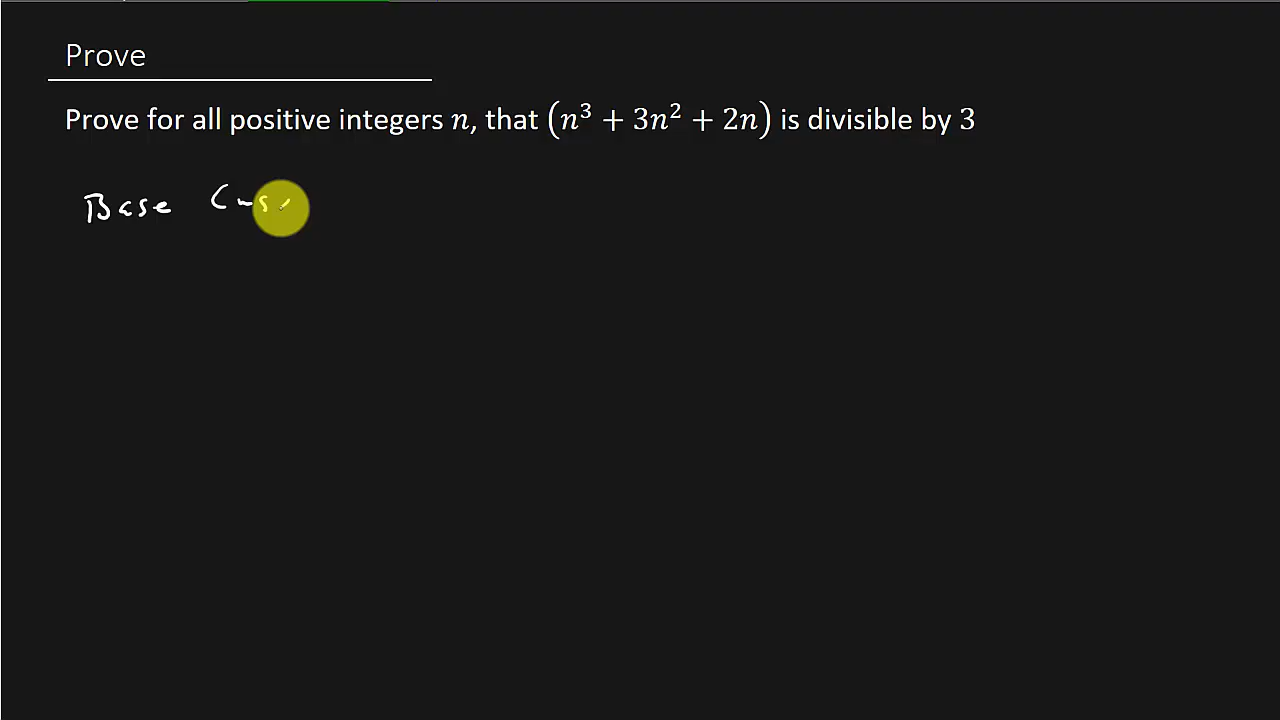 Prove
Prove for all positive integers n, that (n³ + 3n² + 2n) is divisible by 3
Base